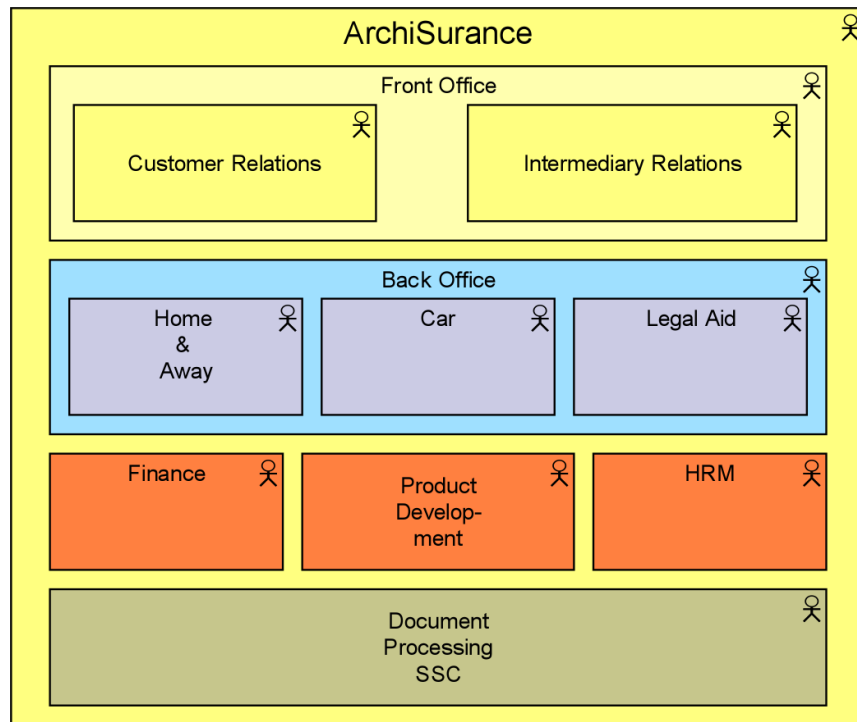 ArchiSurance
Front Office
Customer Relations
Intermediary Relations
Back Office
Home
&
Away
Car
Legal Aid
Finance
Product
Develop-
ment
HRM
Document
Processing
SSC